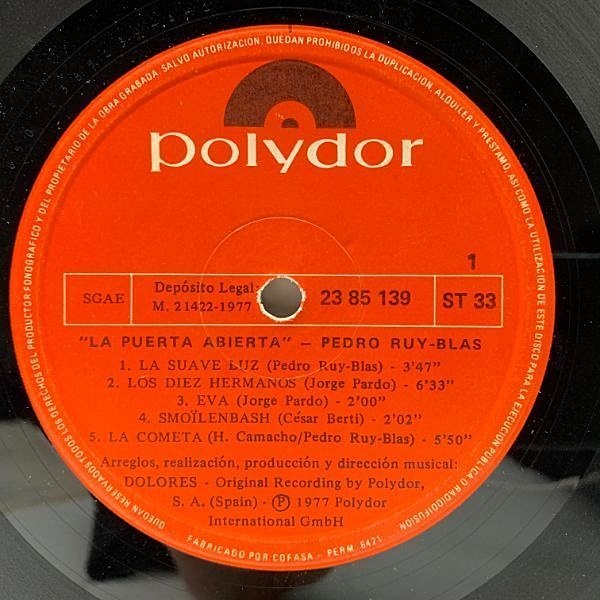 QUEDAN RESERVADOS TODOS LOS DERECHOS DEL PRODUCTOR FONOGRAFICO Y DEL PROPIETARIO DE LA OBRA GRABADA. SALVO AUTORIZACION, QUEDAN PROHIBIDOS LA DUPLICACION, ALQUILER Y PRESTAMO, ASI COMO LA UTILIZACION DE ESTE DISCO PARA LA EJECUCION PUBLICA O RADIODIFUSION
polydor
1
SGAE
Depósito Legal:
M. 21422-1977
23 85 139
ST 33
"LA PUERTA ABIERTA" – PEDRO RUY-BLAS
1. LA SUAVE LUZ (Pedro Ruy-Blas) - 3'47"
2. LOS DIEZ HERMANOS (Jorge Pardo) - 6'33"
3. EVA (Jorge Pardo) - 2'00"
4. SMOÏLENBASH (César Berti) - 2'02"
5. LA COMETA (H. Camacho/Pedro Ruy-Blas) - 5'50"
Arreglos, realización, producción y dirección musical:
DOLORES - Original Recording by Polydor,
S. A. (Spain) - Ⓟ 1977 Polydor
International GmbH
FABRICADO POR COFASA - PERM. 6421